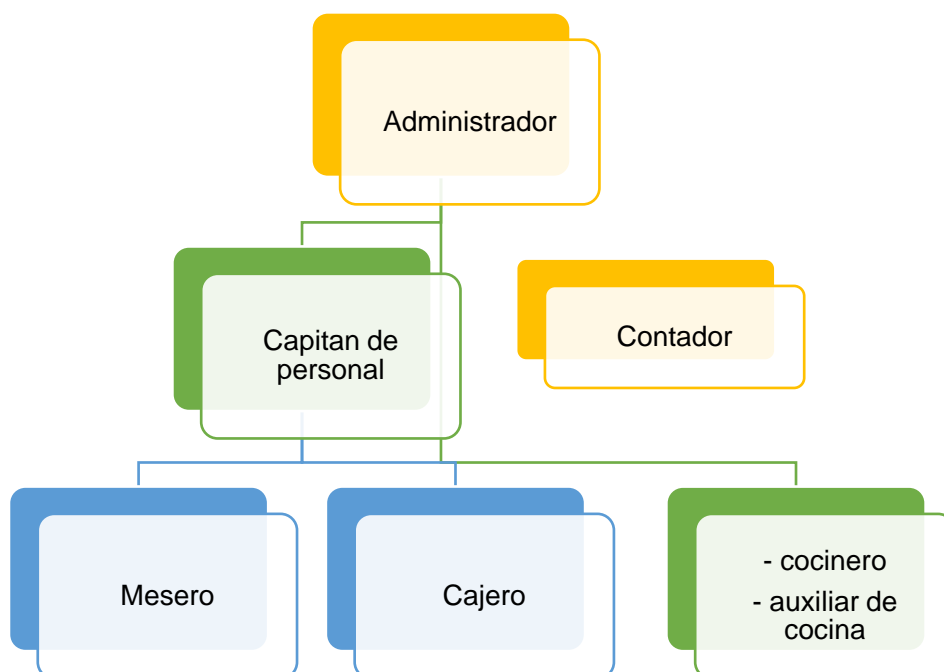 Administrador
Capitan de
personal
Contador
Mesero
Cajero
- cocinero
- auxiliar de
cocina